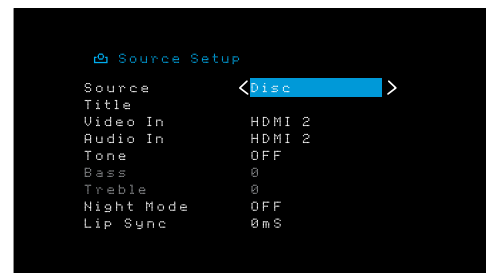 Source Setup
Source < Disc >
Title
Video In HDMI 2
Audio In HDMI 2
Tone OFF
Bass 0
Treble 0
Night Mode OFF
Lip Sync 0mS